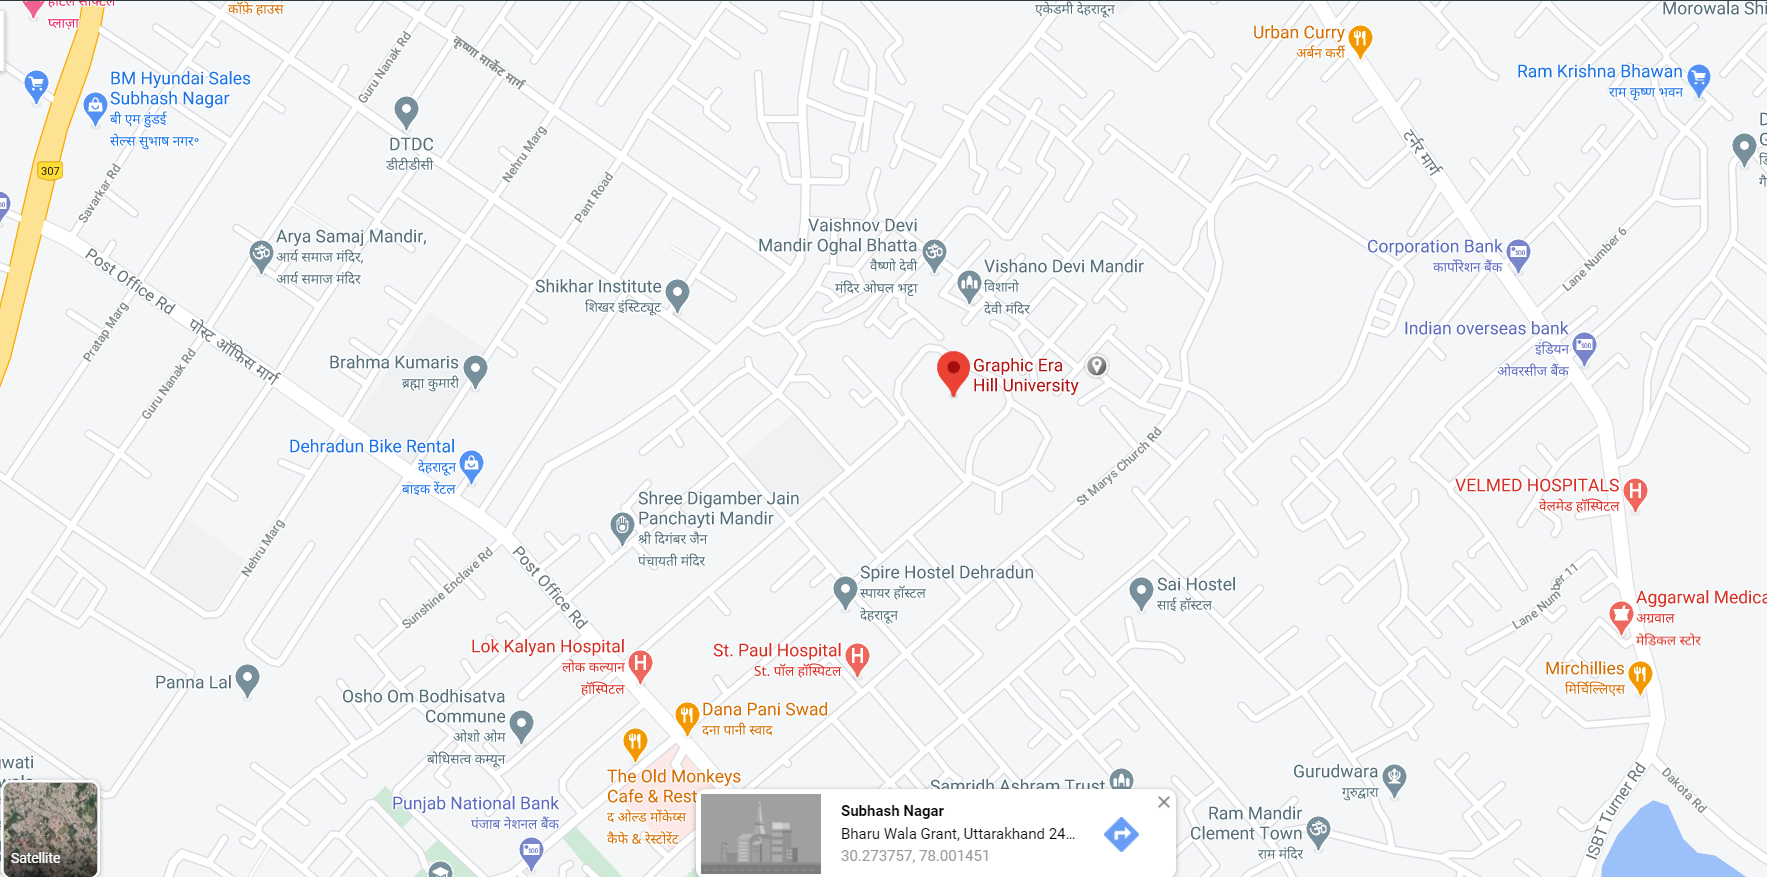 कॉफ़े हाउस
प्लाज़ा
एकेडमी देहरादून
Urban Curry
अर्बन कर्री
BM Hyundai Sales
Subhash Nagar
बी एम हुंडई
सेल्स सुभाष नगर॰
Ram Krishna Bhawan
राम कृष्ण भवन
Guru Nanak Rd
कृष्णा मार्केट मार्ग
DTDC
डीटीडीसी
Nehru Marg
Pant Road
टर्नर मार्ग
307
Savarkar Rd
Arya Samaj Mandir,
आर्य समाज मंदिर,
आर्य समाज मंदिर
Vaishnov Devi
Mandir Oghal Bhatta
वैष्णो देवी
मंदिर ओघल भट्टा
Vishano Devi Mandir
विशानो
देवी मंदिर
Corporation Bank
कार्पोरेशन बैंक
Lane Number 6
Post Office Rd
पोस्ट ऑफिस मार्ग
Shikhar Institute
शिखर इंस्टिट्यूट
Indian overseas bank
इंडियन
ओवरसीज बैंक
Pratap Marg
Guru Nanak Rd
Brahma Kumaris
ब्रह्मा कुमारी
Graphic Era
Hill University
Dehradun Bike Rental
देहरादून
बाइक रेंटल
St Marys Church Rd
VELMED HOSPITALS
वेलमेड हॉस्पिटल
Shree Digamber Jain
Panchayti Mandir
श्री दिगंबर जैन
पंचायती मंदिर
Nehru Marg
Sunshine Enclave Rd
Post Office Rd
Spire Hostel Dehradun
स्पायर हॉस्टल
देहरादून
Sai Hostel
साई हॉस्टल
Lane Number 11
Aggarwal Medica
अग्रवाल
मेडिकल स्टोर
Lok Kalyan Hospital
लोक कल्यान
हॉस्पिटल
St. Paul Hospital
St. पॉल हॉस्पिटल
Mirchillies
मिर्चिल्लिएस
Panna Lal
Osho Om Bodhisatva
Commune
ओशो ओम
बोधिसत्व कम्यून
Dana Pani Swad
दना पानी स्वाद
The Old Monkeys
Cafe & Rest
द ओल्ड मोंकेय्स
कैफे & रेस्टोरेंट
Samridh Ashram Trust
Gurudwara
गुरुद्वारा
Punjab National Bank
पंजाब नेशनल बैंक
Ram Mandir
Clement Town
राम मंदिर
ISBT Turner Rd
Dakota Rd
Satellite
Subhash Nagar
Bharu Wala Grant, Uttarakhand 24...
30.273757, 78.001451